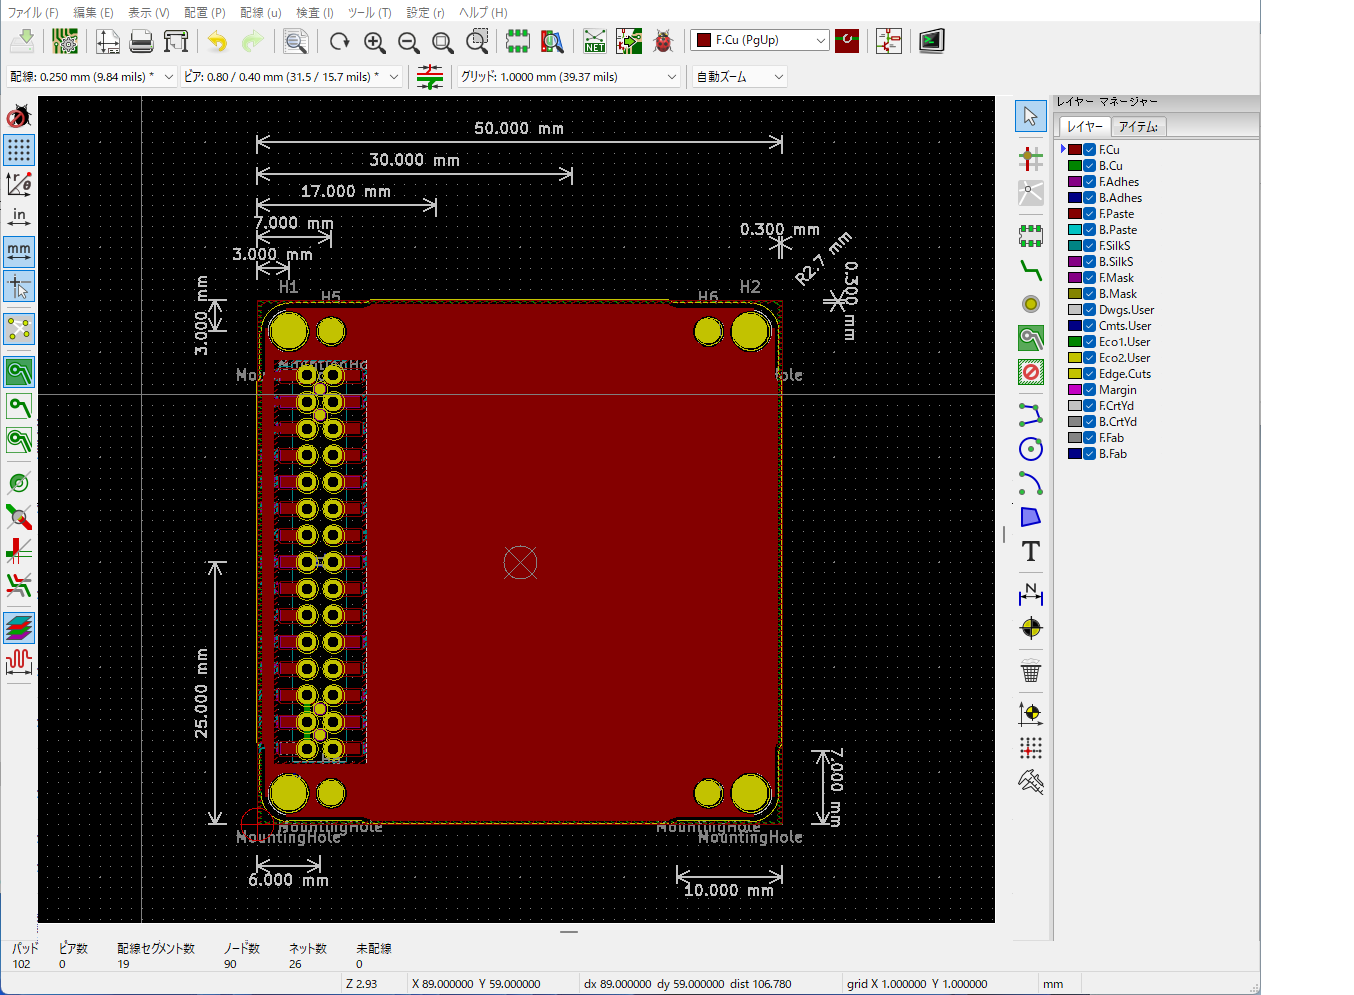 ファイル (F) 編集 (E) 表示 (V) 配置 (P) 配線 (u) 検査 (I) ツール (T) 設定 (r) ヘルプ (H)
NET
F.Cu (PgUp)
配線: 0.250 mm (9.84 mils) *
ビア: 0.80 / 0.40 mm (31.5 / 15.7 mils) *
グリッド: 1.0000 mm (39.37 mils)
自動ズーム
in
mm
レイヤー マネージャー
レイヤー
アイテム:
F.Cu
B.Cu
F.Adhes
B.Adhes
F.Paste
B.Paste
F.SilkS
B.SilkS
F.Mask
B.Mask
Dwgs.User
Cmts.User
Eco1.User
Eco2.User
Edge.Cuts
Margin
F.CrtYd
B.CrtYd
F.Fab
B.Fab
50.000 mm
30.000 mm
17.000 mm
7.000 mm
3.000 mm
0.300 mm
R2.7 mm
0.300 mm
3.000 mm
H1
H5
H6
H2
MountingHo
Mou
ole
25.000 mm
7.000 mm
MountingHole
MountingHole
MountingHole
MountingHole
6.000 mm
10.000 mm
T
N
パッド
102
ビア数
0
配線セグメント数
19
ノード数
90
ネット数
26
未配線
0
Z 2.93
X 89.000000 Y 59.000000
dx 89.000000 dy 59.000000 dist 106.780
grid X 1.000000 Y 1.000000
mm